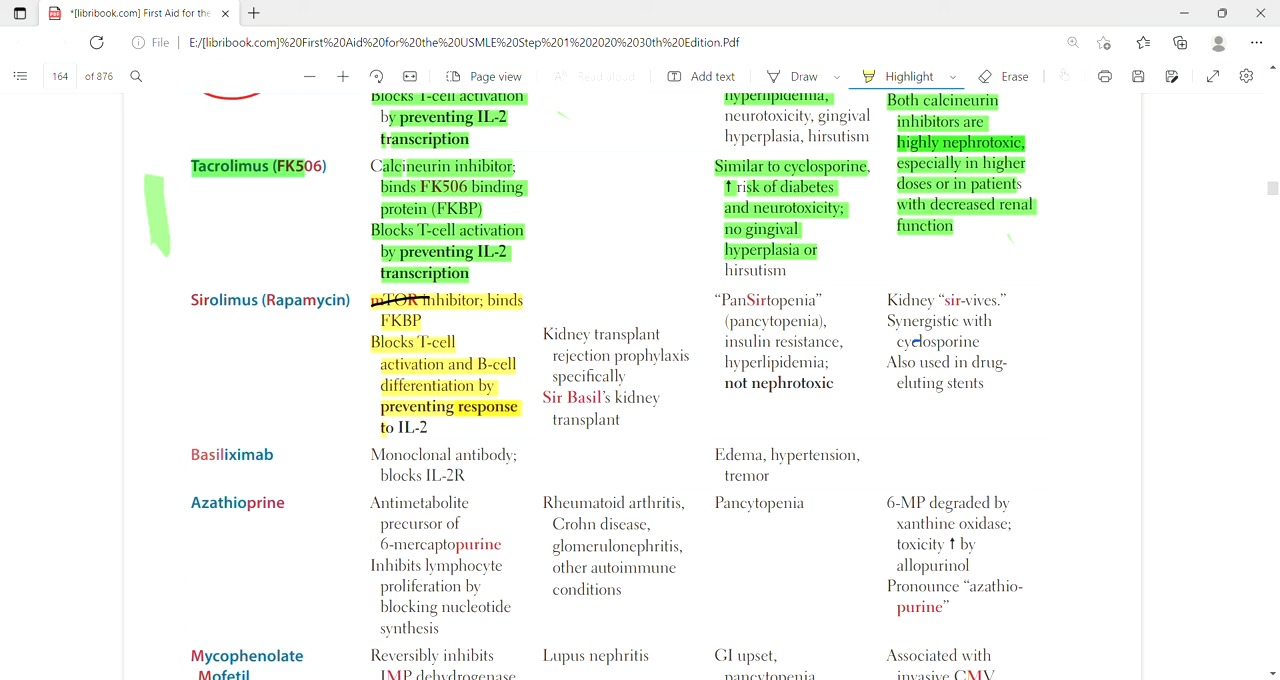 *[libribook.com] First Aid for the
File E:/[libribook.com]%20First%20Aid%20for%20the%20USMLE%20Step%201%202020%2030th%20Edition.Pdf
164 of 876 Page view Read aloud Add text Draw Highlight Erase
Blocks T-cell activation
by preventing IL-2
transcription
hyperlipidemia,
neurotoxicity, gingival
hyperplasia, hirsutism
Both calcineurin
inhibitors are
highly nephrotoxic,
especially in higher
doses or in patients
with decreased renal
function
Tacrolimus (FK506)
Calcineurin inhibitor;
binds FK506 binding
protein (FKBP)
Blocks T-cell activation
by preventing IL-2
transcription
Similar to cyclosporine,
↑ risk of diabetes
and neurotoxicity;
no gingival
hyperplasia or
hirsutism
Sirolimus (Rapamycin)
mTOR inhibitor; binds
FKBP
Blocks T-cell
activation and B-cell
differentiation by
preventing response
to IL-2
Kidney transplant
rejection prophylaxis
specifically
Sir Basil’s kidney
transplant
“PanSirtopenia”
(pancytopenia),
insulin resistance,
hyperlipidemia;
not nephrotoxic
Kidney “sir-vives.”
Synergistic with
cyclosporine
Also used in drug-
eluting stents
Basiliximab
Monoclonal antibody;
blocks IL-2R
Edema, hypertension,
tremor
Azathioprine
Antimetabolite
precursor of
6-mercaptopurine
Inhibits lymphocyte
proliferation by
blocking nucleotide
synthesis
Rheumatoid arthritis,
Crohn disease,
glomerulonephritis,
other autoimmune
conditions
Pancytopenia
6-MP degraded by
xanthine oxidase;
toxicity ↑ by
allopurinol
Pronounce “azathio-
purine”
Mycophenolate
Mofetil
Reversibly inhibits
IMP dehydrogenase
Lupus nephritis
GI upset,
pancytopenia
Associated with
invasive CMV